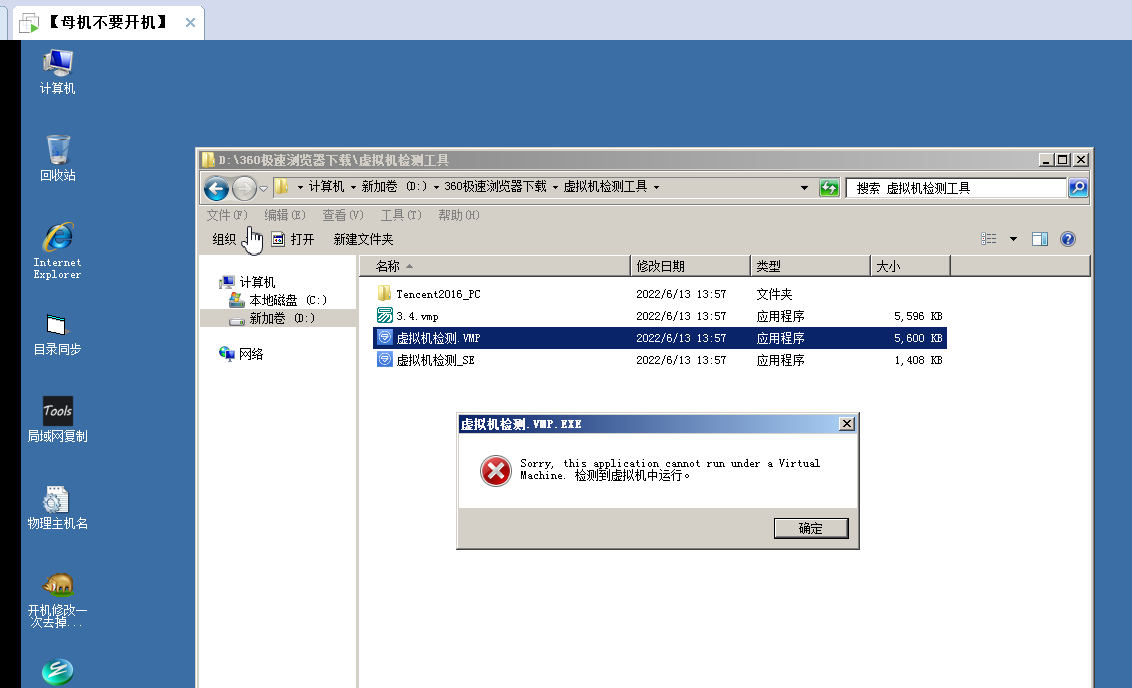 【母机不要开机】
计算机
回收站
Internet
Explorer
目录同步
Tools
局域网复制
物理主机名
开机修改一
次去掉...
D:\360极速浏览器下载\虚拟机检测工具
计算机 新加卷 (D:) 360极速浏览器下载 虚拟机检测工具
搜索 虚拟机检测工具
文件(F) 编辑(E) 查看(V) 工具(T) 帮助(H)
组织 打开 新建文件夹
计算机
本地磁盘 (C:)
新加卷 (D:)
网络
名称 修改日期 类型 大小
Tencent2016_PC 2022/6/13 13:57 文件夹
3.4.vmp 2022/6/13 13:57 应用程序 5,596 KB
虚拟机检测.VMP 2022/6/13 13:57 应用程序 5,600 KB
虚拟机检测_SE 2022/6/13 13:57 应用程序 1,408 KB
虚拟机检测.VMP.EXE
Sorry, this application cannot run under a Virtual
Machine. 检测到虚拟机中运行。
确定